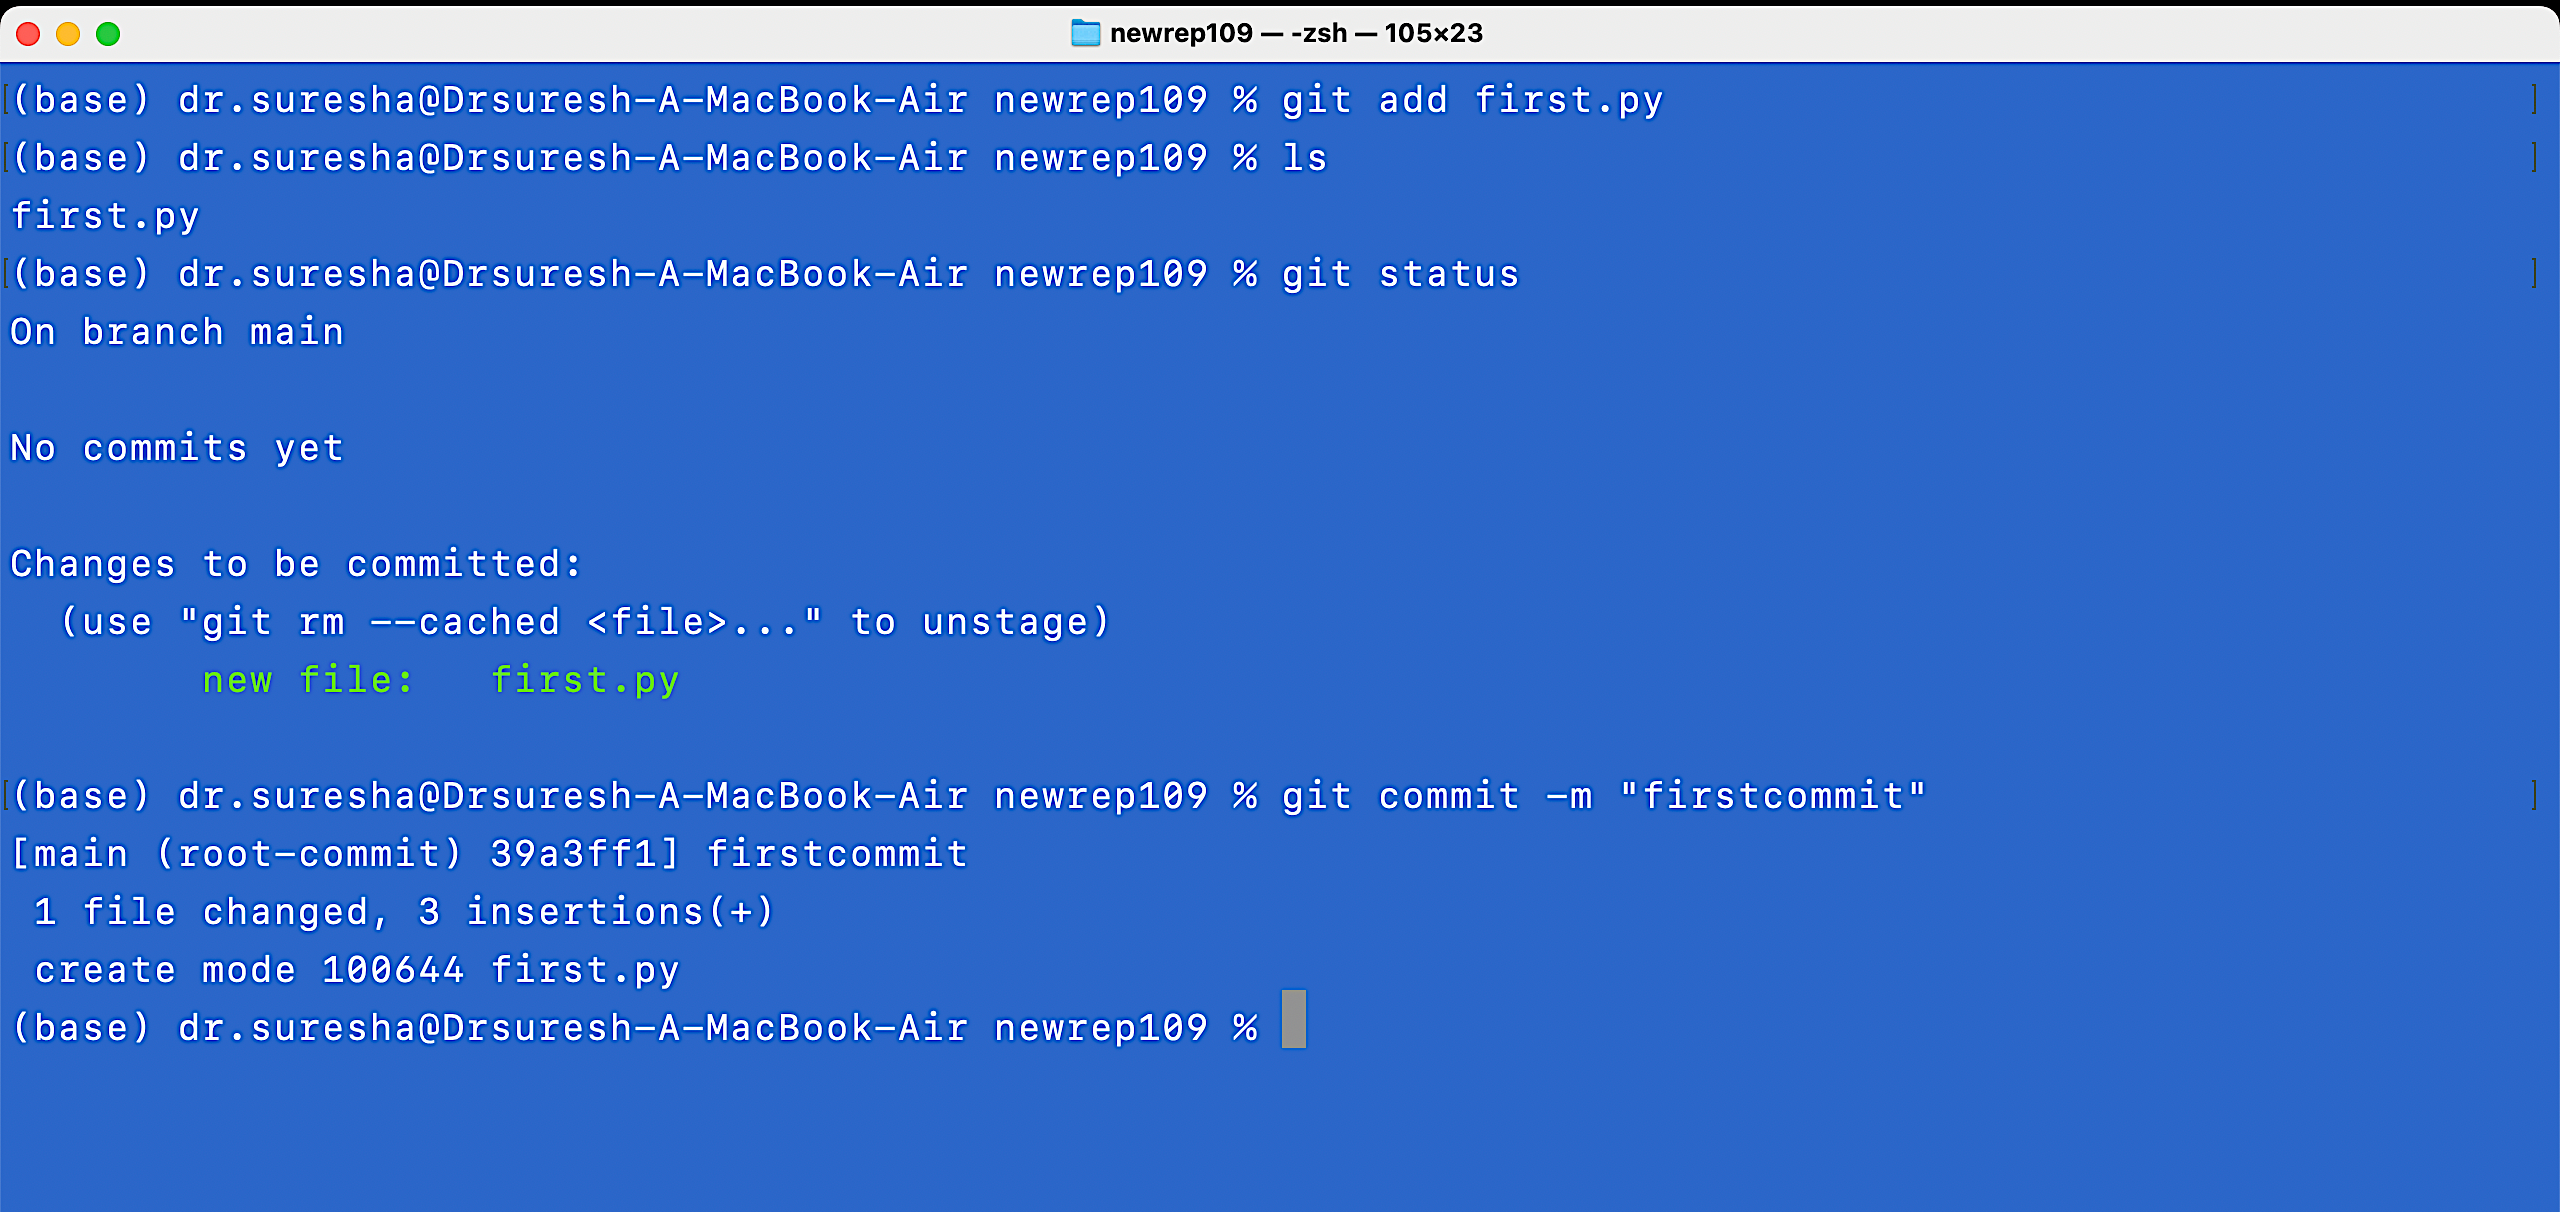 newrep109 — -zsh — 105×23
(base) dr.suresha@Drsuresh-A-MacBook-Air newrep109 % git add first.py
(base) dr.suresha@Drsuresh-A-MacBook-Air newrep109 % ls
first.py
(base) dr.suresha@Drsuresh-A-MacBook-Air newrep109 % git status
On branch main
No commits yet
Changes to be committed:
  (use "git rm --cached <file>..." to unstage)
        new file:   first.py
(base) dr.suresha@Drsuresh-A-MacBook-Air newrep109 % git commit -m "firstcommit"
[main (root-commit) 39a3ff1] firstcommit
 1 file changed, 3 insertions(+)
 create mode 100644 first.py
(base) dr.suresha@Drsuresh-A-MacBook-Air newrep109 %